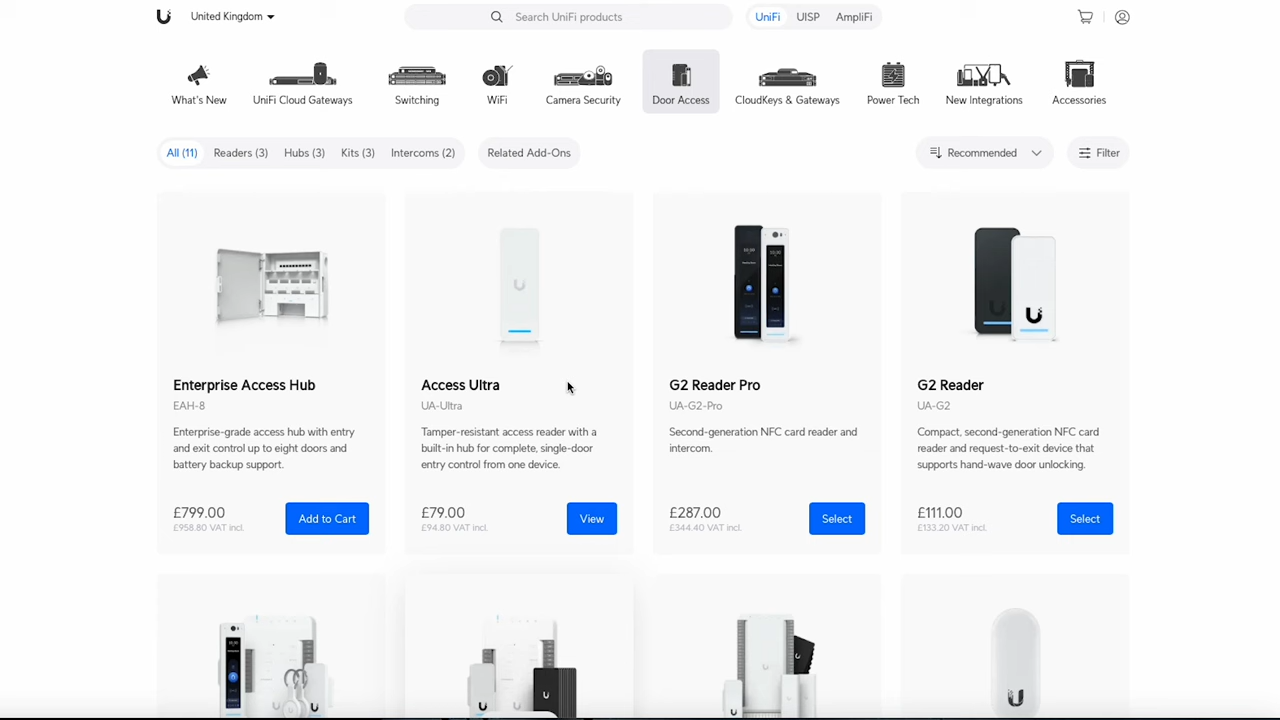 United Kingdom
Search UniFi products
UniFi
UISP
AmpliFi
What's New
UniFi Cloud Gateways
Switching
WiFi
Camera Security
Door Access
CloudKeys & Gateways
Power Tech
New Integrations
Accessories
All (11)
Readers (3)
Hubs (3)
Kits (3)
Intercoms (2)
Related Add-Ons
Recommended
Filter
Enterprise Access Hub
EAH-8
Enterprise-grade access hub with entry
and exit control up to eight doors and
battery backup support.
£799.00
£958.80 VAT incl.
Add to Cart
Access Ultra
UA-Ultra
Tamper-resistant access reader with a
built-in hub for complete, single-door
entry control from one device.
£79.00
£94.80 VAT incl.
View
G2 Reader Pro
UA-G2-Pro
Second-generation NFC card reader and
intercom.
£287.00
£344.40 VAT incl.
Select
G2 Reader
UA-G2
Compact, second-generation NFC card
reader and request-to-exit device that
supports hand-wave door unlocking.
£111.00
£133.20 VAT incl.
Select